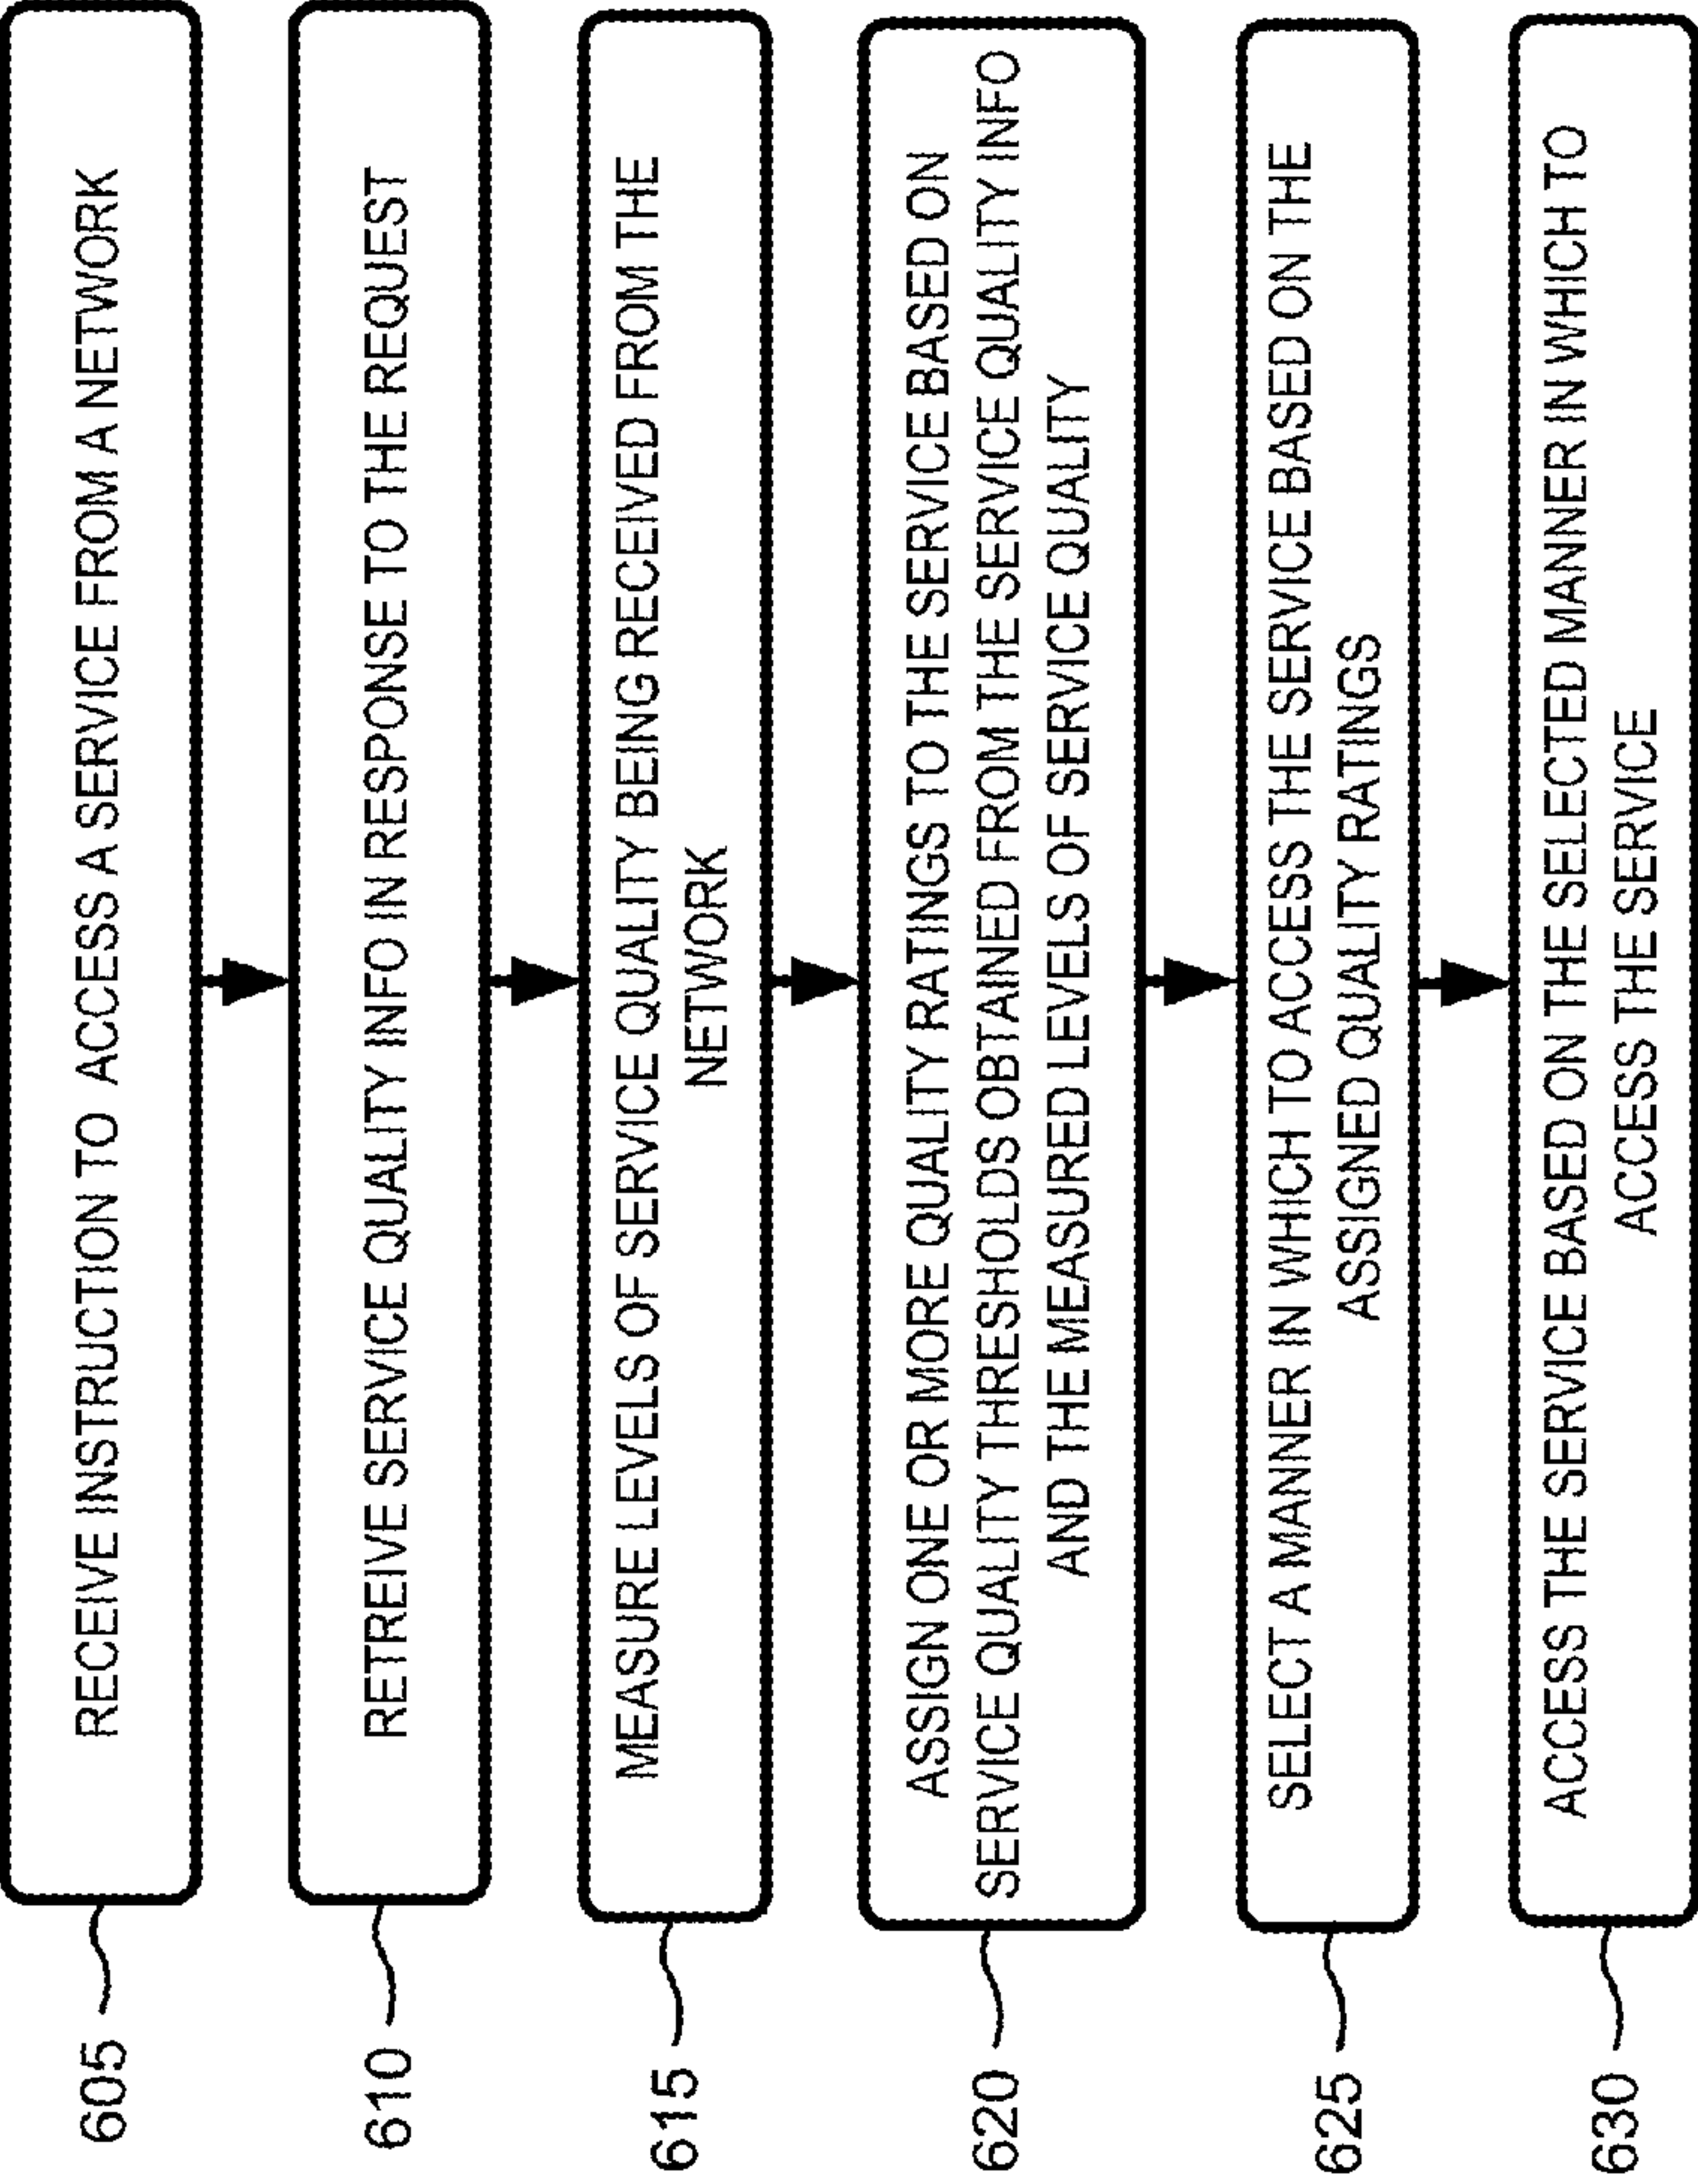 605
RECEIVE INSTRUCTION TO ACCESS A SERVICE FROM A NETWORK
610
RETREIVE SERVICE QUALITY INFO IN RESPONSE TO THE REQUEST
615
MEASURE LEVELS OF SERVICE QUALITY BEING RECEIVED FROM THE
NETWORK
620
ASSIGN ONE OR MORE QUALITY RATINGS TO THE SERVICE BASED ON
SERVICE QUALITY THRESHOLDS OBTAINED FROM THE SERVICE QUALITY INFO
AND THE MEASURED LEVELS OF SERVICE QUALITY
625
SELECT A MANNER IN WHICH TO ACCESS THE SERVICE BASED ON THE
ASSIGNED QUALITY RATINGS
630
ACCESS THE SERVICE BASED ON THE SELECTED MANNER IN WHICH TO
ACCESS THE SERVICE